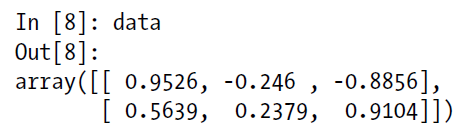 In [8]: data
Out[8]:
array([[ 0.9526, -0.246 , -0.8856],
       [ 0.5639,  0.2379,  0.9104]])